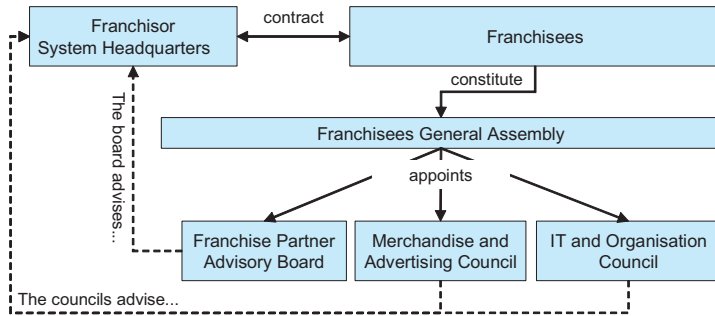 Franchisor
System Headquarters
contract
Franchisees
constitute
The board advises...
Franchisees General Assembly
appoints
Franchise Partner
Advisory Board
Merchandise and
Advertising Council
IT and Organisation
Council
The councils advise...